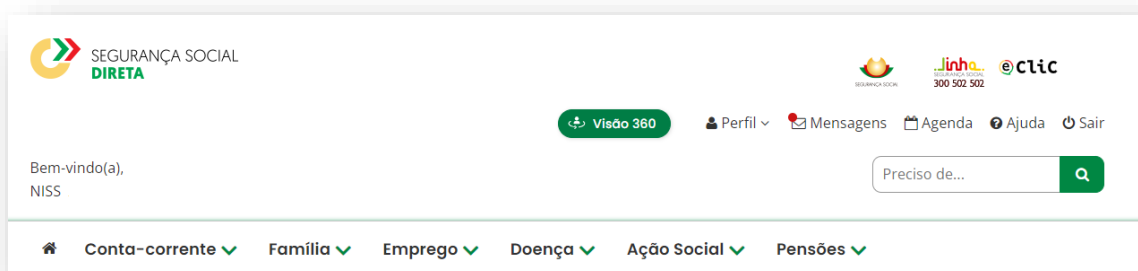 SEGURANÇA SOCIAL
DIRETA
SEGURANÇA SOCIAL
Linha
SEGURANÇA SOCIAL
300 502 502
eClic
Visão 360
Perfil
Mensagens
Agenda
Ajuda
Sair
Bem-vindo(a),
NISS
Preciso de...
Conta-corrente
Família
Emprego
Doença
Ação Social
Pensões